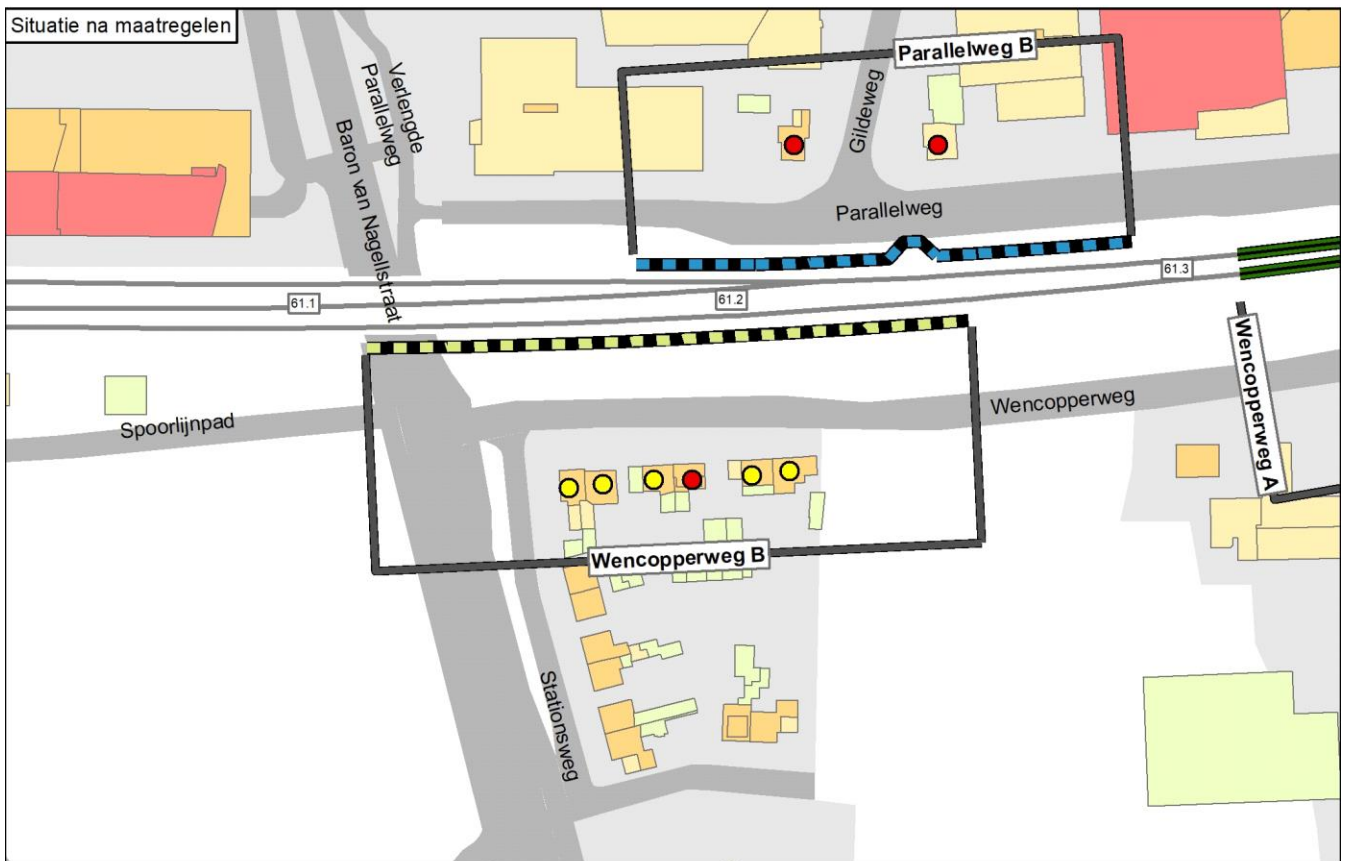 Situatie na maatregelen
Parallelweg B
Verlengde
Parallelweg
Baron van Nagellstraat
Gildeweg
Parallelweg
61.1
61.2
61.3
Wencopperweg A
Spoorlijnpad
Wencopperweg
Wencopperweg B
Stationsweg